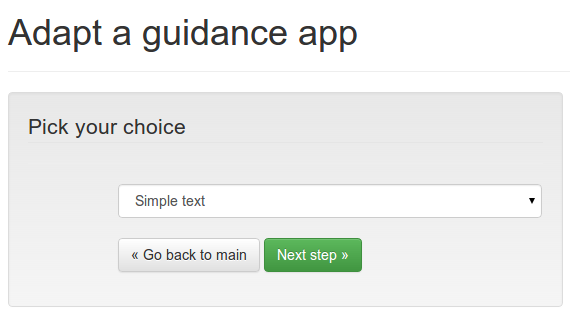 Adapt a guidance app
Pick your choice
Simple text
« Go back to main
Next step »